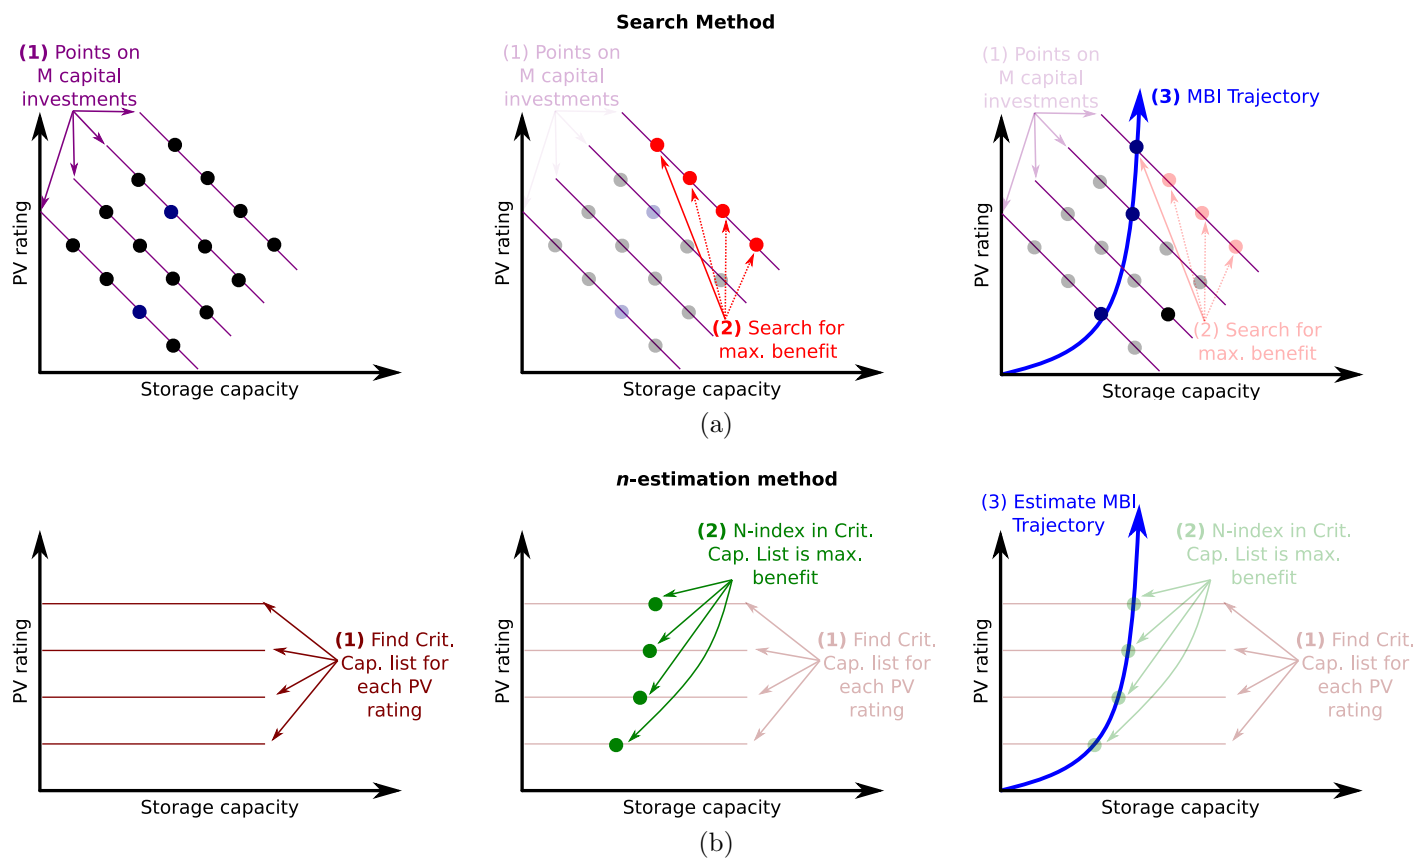 Search Method
(1) Points on
M capital
investments
PV rating
Storage capacity
(1) Points on
M capital
investments
PV rating
(2) Search for
max. benefit
Storage capacity
(1) Points on
M capital
investments
(3) MBI Trajectory
PV rating
(2) Search for
max. benefit
Storage capacity
(a)
n-estimation method
PV rating
(1) Find Crit.
Cap. list for
each PV
rating
Storage capacity
(2) N-index in Crit.
Cap. List is max.
benefit
PV rating
(1) Find Crit.
Cap. list for
each PV
rating
Storage capacity
(3) Estimate MBI
Trajectory
(2) N-index in Crit.
Cap. List is max.
benefit
PV rating
(1) Find Crit.
Cap. list for
each PV
rating
Storage capacity
(b)